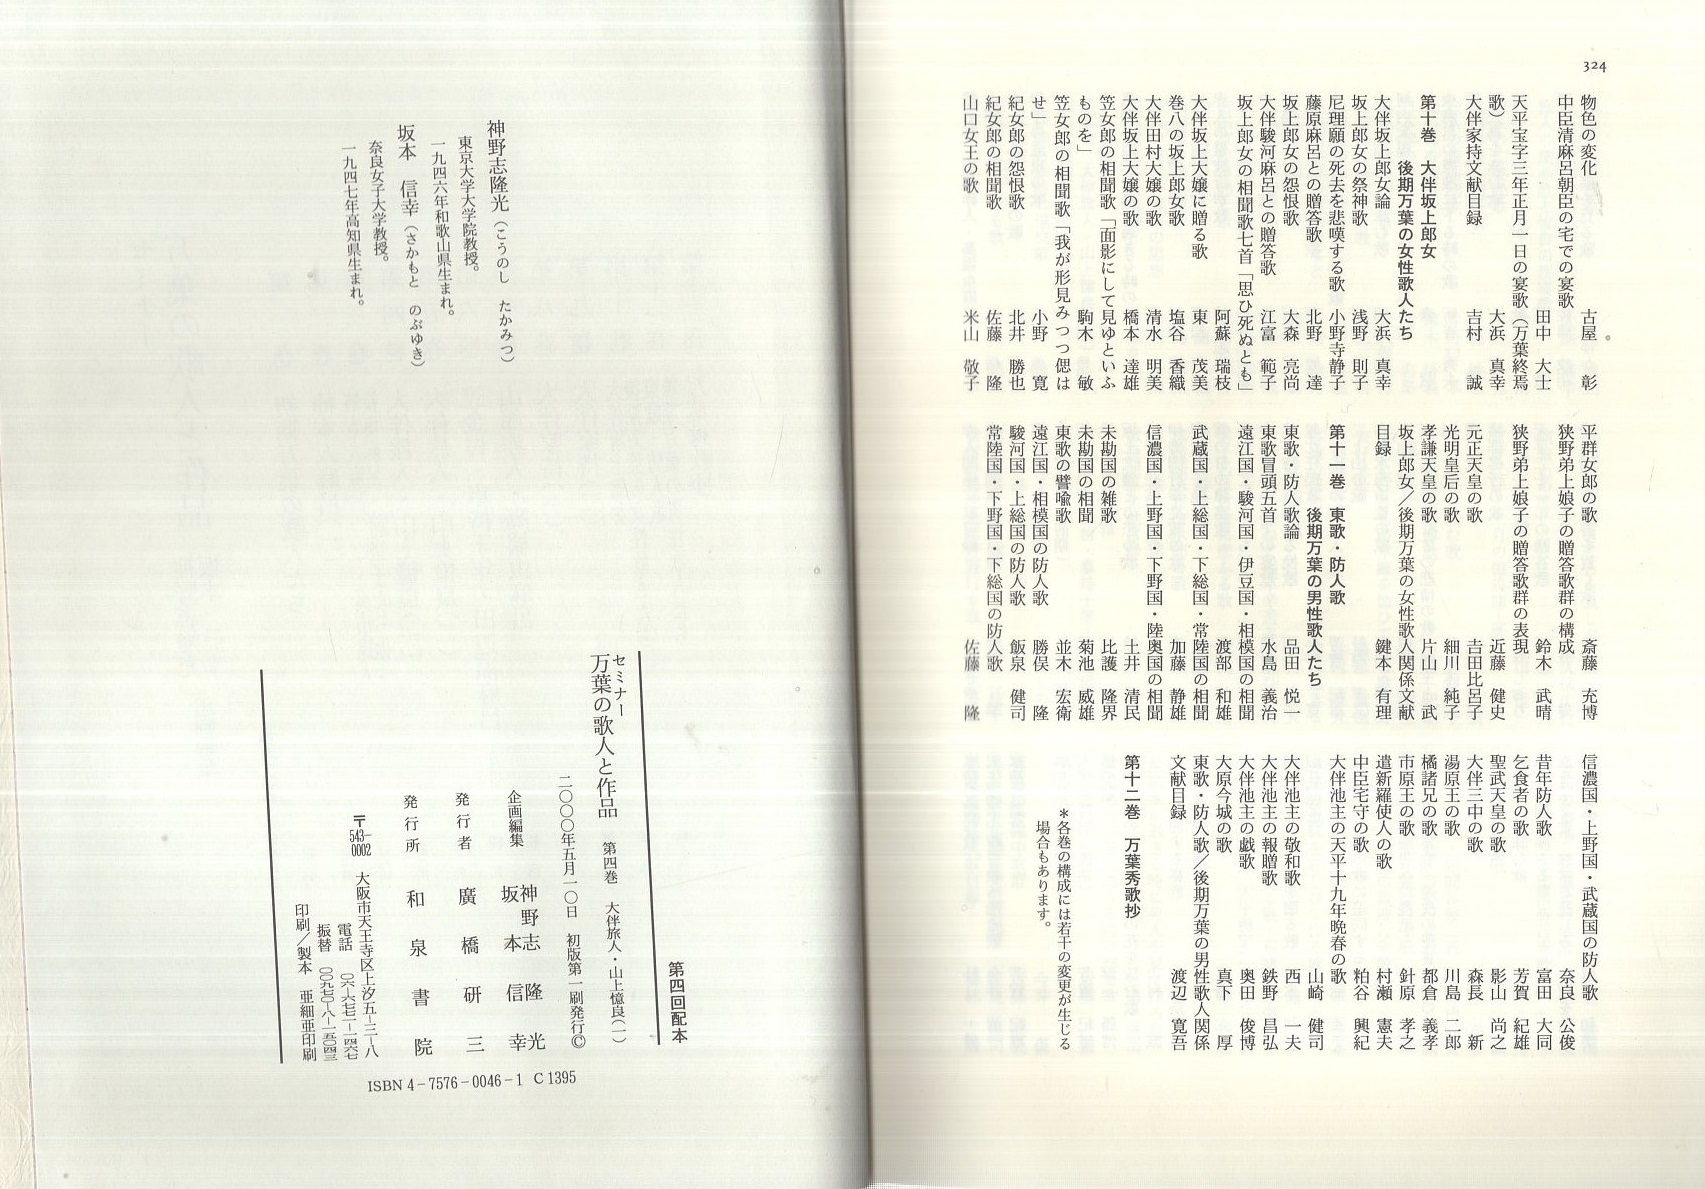 324
物色の変化　古屋　彰
中臣清麻呂朝臣の宅での宴歌
田中　大士
天平宝字三年正月一日の宴歌（万葉終焉
歌）　大浜　真幸
大伴家持文献目録　吉村　誠
第十巻　大伴坂上郎女
後期万葉の女性歌人たち
大伴坂上郎女論　大浜　真幸
坂上郎女の祭神歌　浅野　則子
尼理願の死去を悲嘆する歌　小野寺静子
藤原麻呂との贈答歌　北野　達
坂上郎女の怨恨歌　大森　亮尚
大伴駿河麻呂との贈答歌　江富　範子
坂上郎女の相聞歌七首「思ひ死ぬとも」
阿蘇　瑞枝
大伴坂上大嬢に贈る歌　東　茂美
巻八の坂上郎女歌　塩谷　香織
大伴田村大嬢の歌　清水　明美
大伴坂上大嬢の歌　橋本　達雄
笠女郎の相聞歌「面影にして見ゆといふ
ものを」　駒木　敏
笠女郎の相聞歌「我が形見みつつ偲は
せ」　小野　寛
紀女郎の怨恨歌　北井　勝也
紀女郎の相聞歌　佐藤　隆
山口女王の歌　米山　敬子
平群女郎の歌　斎藤　充博
狭野弟上娘子の贈答歌群の構成
鈴木　武晴
狭野弟上娘子の贈答歌群の表現
近藤　健史
元正天皇の歌　吉田比呂子
光明皇后の歌　細川　純子
孝謙天皇の歌　片山　武
坂上郎女／後期万葉の女性歌人関係文献
目録　鍵本　有理
第十一巻　東歌・防人歌
後期万葉の男性歌人たち
東歌・防人歌論　品田　悦一
東歌冒頭五首　水島　義治
遠江国・駿河国・伊豆国・相模国の相聞
渡部　和雄
武蔵国・上総国・下総国・常陸国の相聞
加藤　静雄
信濃国・上野国・下野国・陸奥国の相聞
土井　清民
未勘国の雑歌　比護　隆界
未勘国の相聞　菊池　威雄
東歌の譬喩歌　並木　宏衛
遠江国・相模国の防人歌　勝俣　隆
駿河国・上総国の防人歌　飯泉　健司
常陸国・下野国・下総国の防人歌
佐藤　隆
信濃国・上野国・武蔵国の防人歌
奈良　公俊
昔年防人歌　富田　大同
乞食者の歌　芳賀　紀雄
聖武天皇の歌　影山　尚之
大伴三中の歌　森長　新
湯原王の歌　川島　二郎
橘諸兄の歌　都倉　義孝
市原王の歌　針原　孝之
遣新羅使人の歌　村瀬　憲夫
中臣宅守の歌　粕谷　興紀
大伴池主の天平十九年晩春の歌
山崎　健司
大伴池主の敬和歌　西　一夫
大伴池主の報贈歌　鉄野　昌弘
大伴池主の戯歌　奥田　俊博
大原今城の歌　真下　厚
東歌・防人歌／後期万葉の男性歌人関係
文献目録　渡辺　寛吾
第十二巻　万葉秀歌抄
＊各巻の構成には若干の変更が生じる
場合もあります。
神野志隆光（こうのし　たかみつ）
東京大学大学院教授。
一九四六年和歌山県生まれ。
坂本　信幸（さかもと　のぶゆき）
奈良女子大学教授。
一九四七年高知県生まれ。
第四回配本
セミナー
万葉の歌人と作品　第四巻　大伴旅人・山上憶良（一）
二〇〇〇年五月一〇日　初版第一刷発行©
企画編集　神野志隆光
坂本信幸
発行者　廣橋研三
発行所　和泉書院
〒543-0002　大阪市天王寺区上汐五－三－八
電話　〇六－六七七一－一四六七
振替　〇〇九七〇－八－一五〇四三
印刷／製本　亜細亜印刷
ISBN 4-7576-0046-1　C 1395